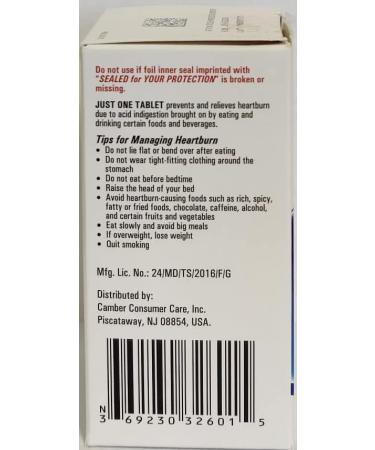 Do not use if foil inner seal imprinted with
"SEALED for YOUR PROTECTION" is broken or
missing.
JUST ONE TABLET prevents and relieves heartburn
due to acid indigestion brought on by eating and
drinking certain foods and beverages.
Tips for Managing Heartburn
• Do not lie flat or bend over after eating
• Do not wear tight-fitting clothing around the
stomach
• Do not eat before bedtime
• Raise the head of your bed
• Avoid heartburn-causing foods such as rich, spicy,
fatty or fried foods, chocolate, caffeine, alcohol,
and certain fruits and vegetables
• Eat slowly and avoid big meals
• If overweight, lose weight
• Quit smoking
Mfg. Lic. No.: 24/MD/TS/2016/F/G
Distributed by:
Camber Consumer Care, Inc.
Piscataway, NJ 08854, USA.
N
3 69230 32601 5